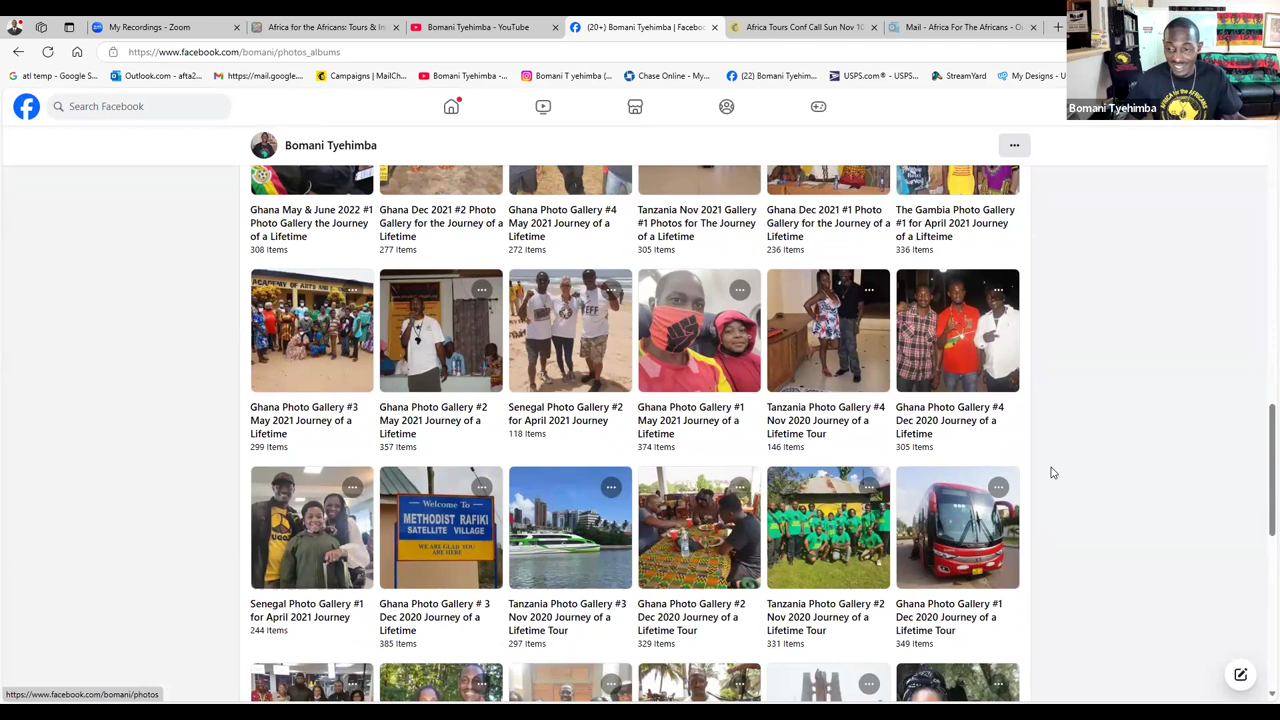 My Recordings - Zoom
Africa for the Africans: Tour
Bomani Tyehimba - YouTube
(20+) Bomani Tyehimba | Facebo
Africa Tours Live Call Sun Nov 10
Mail - Africa For The Africans - O
https://www.facebook.com/bomani/photos_albums
atl temp - Google S...
Outlook.com - afta2...
https://mail.google....
Campaigns | MailCh...
Bomani Tyehimba -...
Bomani T yehimba (...
Chase Online - My...
(22) Bomani Tyehim...
USPS.com® - USPS...
StreamYard
My Designs - U
Bomani Tyehimba
Search Facebook
Bomani Tyehimba
Ghana May & June 2022 #1
Photo Gallery the Journey
of a Lifetime
308 Items
Ghana Dec 2021 #2 Photo
Gallery for the Journey of a
Lifetime
277 Items
Ghana Photo Gallery #4
May 2021 Journey of a
Lifetime
272 Items
Tanzania Nov 2021 Gallery
#1 Photos for The Journey
of a Lifetime
305 Items
Ghana Dec 2021 #1 Photo
Gallery for the Journey of a
Lifetime
236 Items
The Gambia Photo Gallery
#1 for April 2021 Journey
of a Lifteime
336 Items
Ghana Photo Gallery #3
May 2021 Journey of a
Lifetime
299 Items
Ghana Photo Gallery #2
May 2021 Journey of a
Lifetime
357 Items
Senegal Photo Gallery #2
for April 2021 Journey
118 Items
Ghana Photo Gallery #1
May 2021 Journey of a
Lifetime
374 Items
Tanzania Photo Gallery #4
Nov 2020 Journey of a
Lifetime Tour
146 Items
Ghana Photo Gallery #4
Dec 2020 Journey of a
Lifetime
305 Items
Welcome To
METHODIST RAFIKI
SATELLITE VILLAGE
WE ARE GLAD YOU
ARE HERE
Senegal Photo Gallery #1
for April 2021 Journey
244 Items
Ghana Photo Gallery # 3
Dec 2020 Journey of a
Lifetime
385 Items
Tanzania Photo Gallery #3
Nov 2020 Journey of a
Lifetime Tour
297 Items
Ghana Photo Gallery #2
Dec 2020 Journey of a
Lifetime Tour
329 Items
Tanzania Photo Gallery #2
Nov 2020 Journey of a
Lifetime Tour
331 Items
Ghana Photo Gallery #1
Dec 2020 Journey of a
Lifetime Tour
349 Items
https://www.facebook.com/bomani/photos